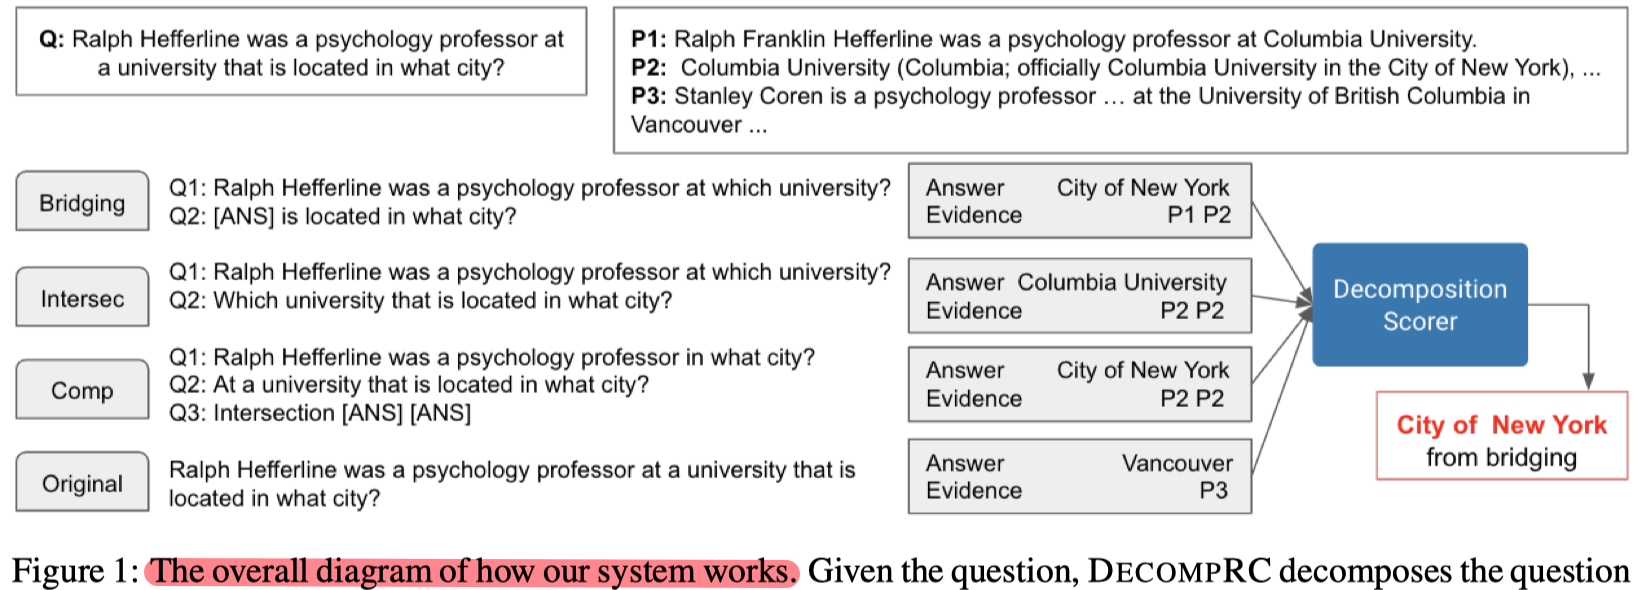 Q: Ralph Hefferline was a psychology professor at
a university that is located in what city?
P1: Ralph Franklin Hefferline was a psychology professor at Columbia University.
P2: Columbia University (Columbia; officially Columbia University in the City of New York), ...
P3: Stanley Coren is a psychology professor ... at the University of British Columbia in
Vancouver ...
Bridging
Q1: Ralph Hefferline was a psychology professor at which university?
Q2: [ANS] is located in what city?
Answer City of New York
Evidence P1 P2
Intersec
Q1: Ralph Hefferline was a psychology professor at which university?
Q2: Which university that is located in what city?
Answer Columbia University
Evidence P2 P2
Comp
Q1: Ralph Hefferline was a psychology professor in what city?
Q2: At a university that is located in what city?
Q3: Intersection [ANS] [ANS]
Answer City of New York
Evidence P2 P2
Original
Ralph Hefferline was a psychology professor at a university that is
located in what city?
Answer Vancouver
Evidence P3
Decomposition
Scorer
City of New York
from bridging
Figure 1: The overall diagram of how our system works. Given the question, DECOMPRC decomposes the question